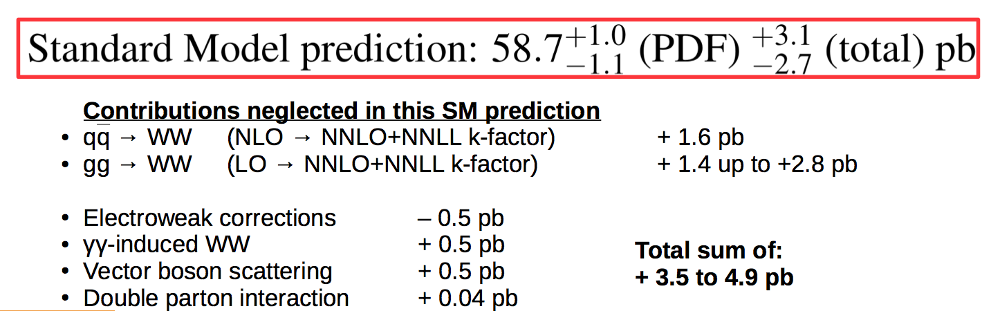 Standard Model prediction: 58.7 +1.0 −1.1 (PDF) +3.1 −2.7 (total) pb
Contributions neglected in this SM prediction
• qq̅ → WW (NLO → NNLO+NNLL k-factor) + 1.6 pb
• gg → WW (LO → NNLO+NNLL k-factor) + 1.4 up to +2.8 pb
• Electroweak corrections – 0.5 pb
• γγ-induced WW + 0.5 pb
• Vector boson scattering + 0.5 pb
• Double parton interaction + 0.04 pb
Total sum of:
+ 3.5 to 4.9 pb